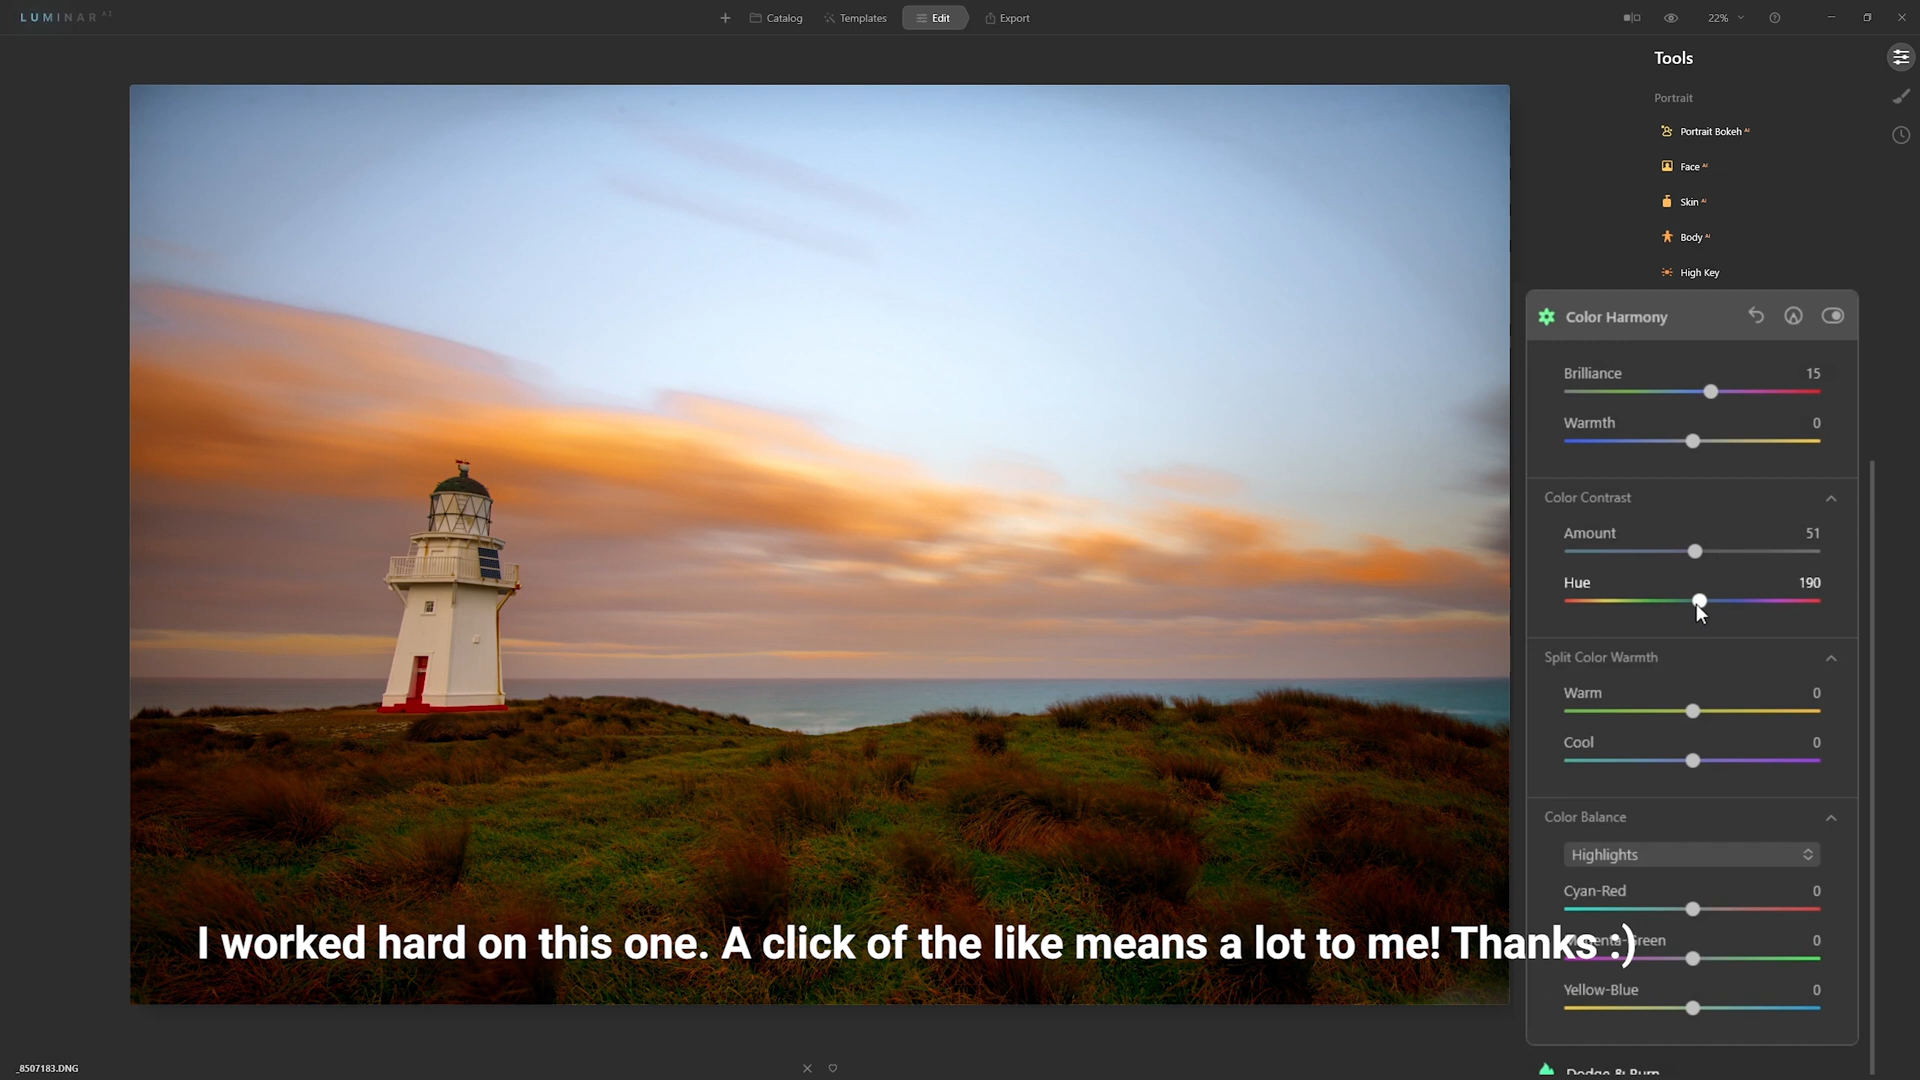 LUMINAR AI
Catalog
Templates
Edit
Export
22%
Tools
Portrait
Portrait Bokeh AI
Face AI
Skin AI
Body AI
High Key
Color Harmony
Brilliance 15
Warmth 0
Color Contrast
Amount 51
Hue 190
Split Color Warmth
Warm 0
Cool 0
Color Balance
Highlights
Cyan-Red 0
I worked hard on this one. A click of the like means a lot to me! Thanks :)
0
Yellow-Blue 0
_8507183.DNG
Dodge & Burn